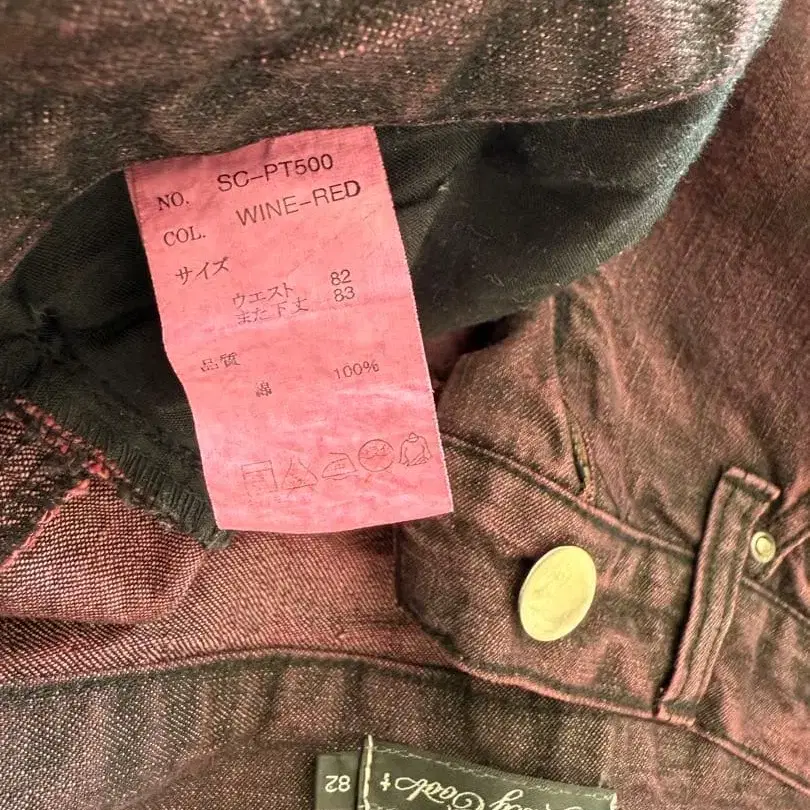 NO. SC-PT500
COL. WINE-RED
サイズ
ウエスト 82
また下丈 83
品質
綿 100%
82